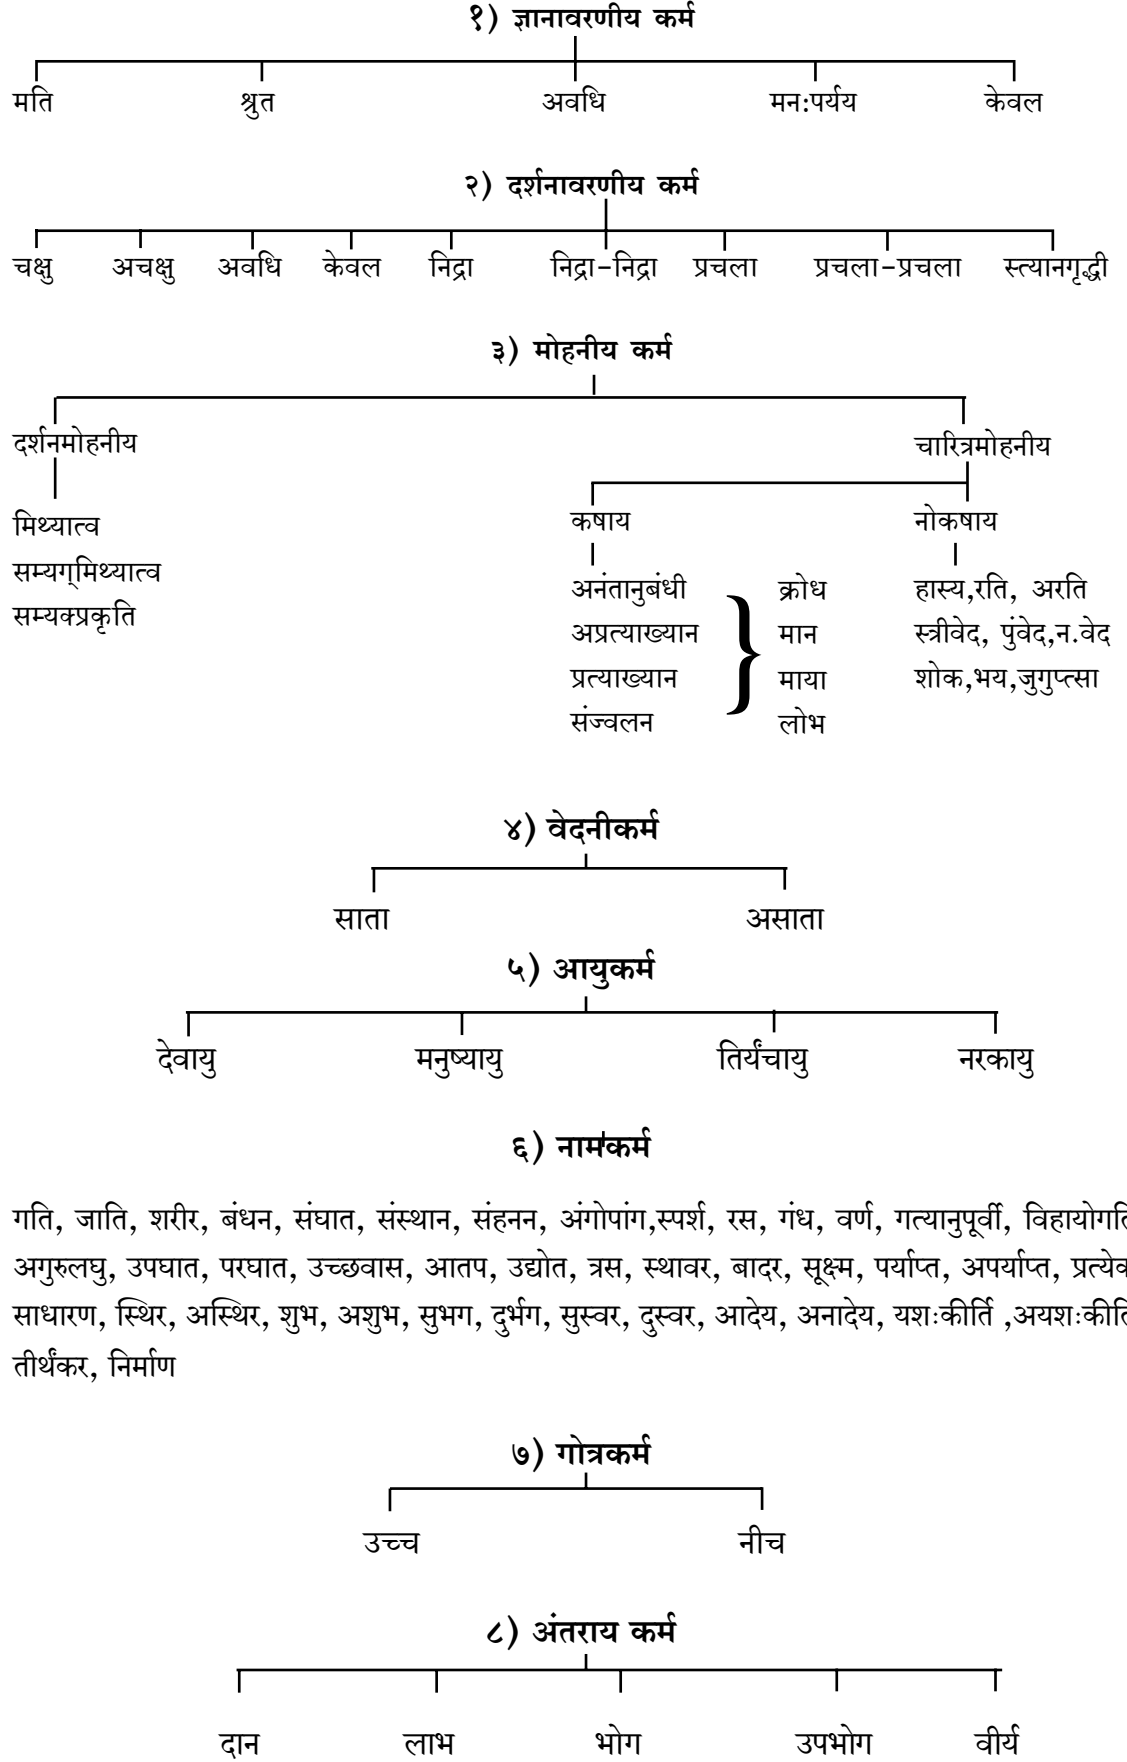 १) ज्ञानावरणीय कर्म
मति श्रुत अवधि मन:पर्यय केवल
२) दर्शनावरणीय कर्म
चक्षु अचक्षु अवधि केवल निद्रा निद्रा-निद्रा प्रचला प्रचला-प्रचला स्त्यानगृद्धी
३) मोहनीय कर्म
दर्शनमोहनीय चारित्रमोहनीय
मिथ्यात्व कषाय नोकषाय
सम्यग्मिथ्यात्व अनंतानुबंधी क्रोध हास्य,रति, अरति
सम्यक्प्रकृति अप्रत्याख्यान मान स्त्रीवेद, पुंवेद,न.वेद
प्रत्याख्यान माया शोक,भय,जुगुप्त्सा
संज्वलन लोभ
४) वेदनीकर्म
साता असाता
५) आयुकर्म
देवायु मनुष्यायु तिर्यंचायु नरकायु
६) नामकर्म
गति, जाति, शरीर, बंधन, संघात, संस्थान, संहनन, अंगोपांग,स्पर्श, रस, गंध, वर्ण, गत्यानुपूर्वी, विहायोगति
अगुरुलघु, उपघात, परघात, उच्छवास, आतप, उद्योत, त्रस, स्थावर, बादर, सूक्ष्म, पर्याप्त, अपर्याप्त, प्रत्येक
साधारण, स्थिर, अस्थिर, शुभ, अशुभ, सुभग, दुर्भग, सुस्वर, दुस्वर, आदेय, अनादेय, यशःकीर्ति ,अयशःकीर्ति
तीर्थंकर, निर्माण
७) गोत्रकर्म
उच्च नीच
८) अंतराय कर्म
दान लाभ भोग उपभोग वीर्य